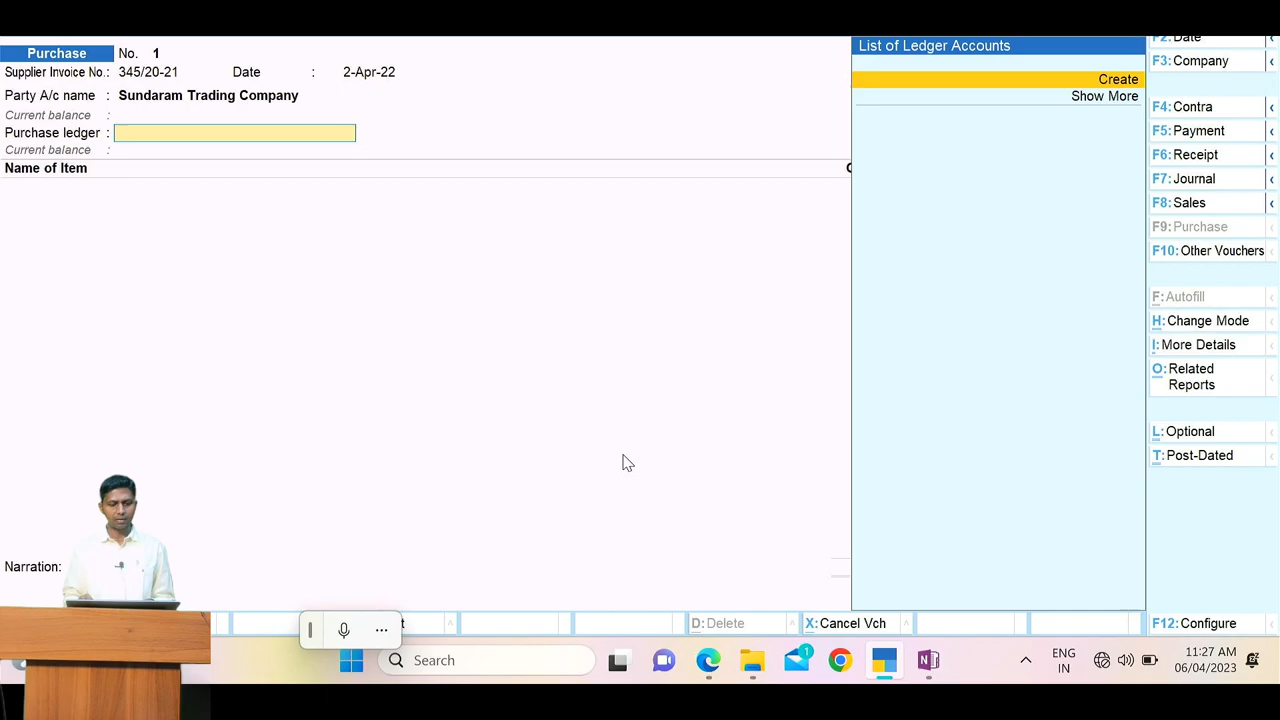 Purchase No. 1
Supplier Invoice No.: 345/20-21 Date : 2-Apr-22
Party A/c name : Sundaram Trading Company
Current balance :
Purchase ledger :
Current balance :
Name of Item
Narration:
List of Ledger Accounts
Create
Show More
F2: Date
F3: Company
F4: Contra
F5: Payment
F6: Receipt
F7: Journal
F8: Sales
F9: Purchase
F10: Other Vouchers
F: Autofill
H: Change Mode
I: More Details
O: Related
Reports
L: Optional
T: Post-Dated
D: Delete X: Cancel Vch F12: Configure
Search 1 ENG
IN 11:27 AM
06/04/2023